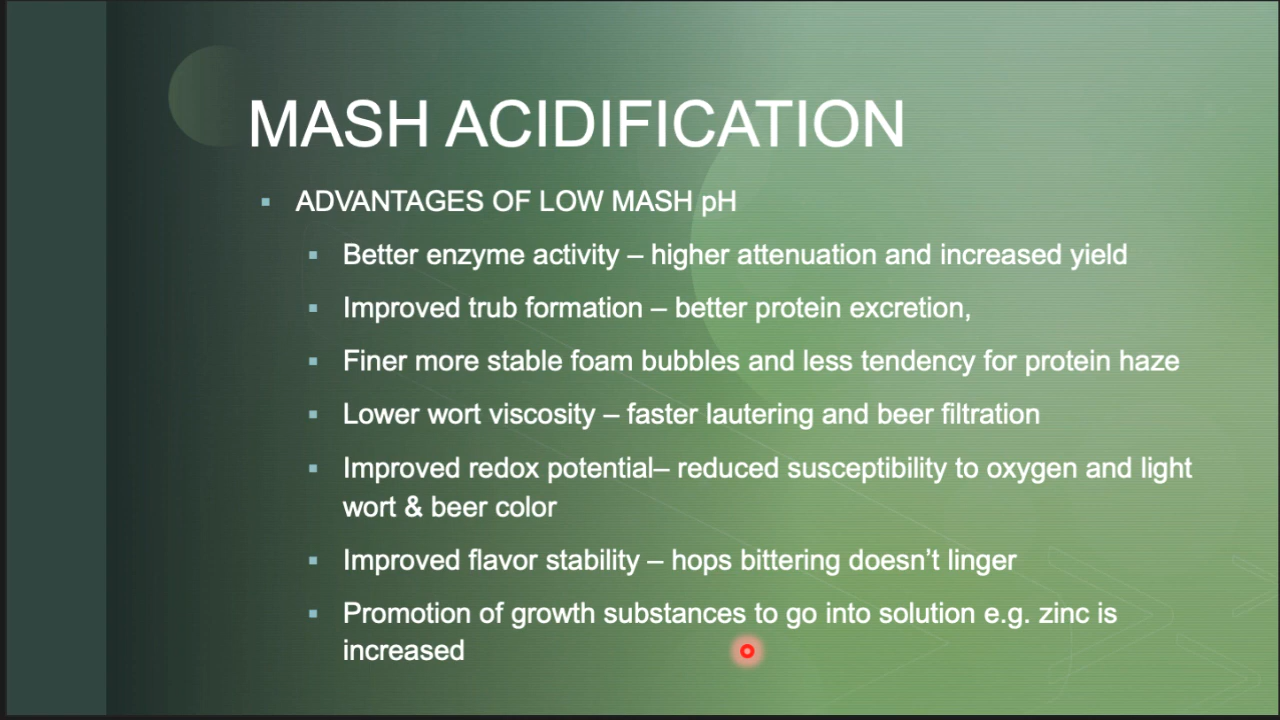 MASH ACIDIFICATION
ADVANTAGES OF LOW MASH pH
Better enzyme activity – higher attenuation and increased yield
Improved trub formation – better protein excretion,
Finer more stable foam bubbles and less tendency for protein haze
Lower wort viscosity – faster lautering and beer filtration
Improved redox potential– reduced susceptibility to oxygen and light
wort & beer color
Improved flavor stability – hops bittering doesn’t linger
Promotion of growth substances to go into solution e.g. zinc is
increased